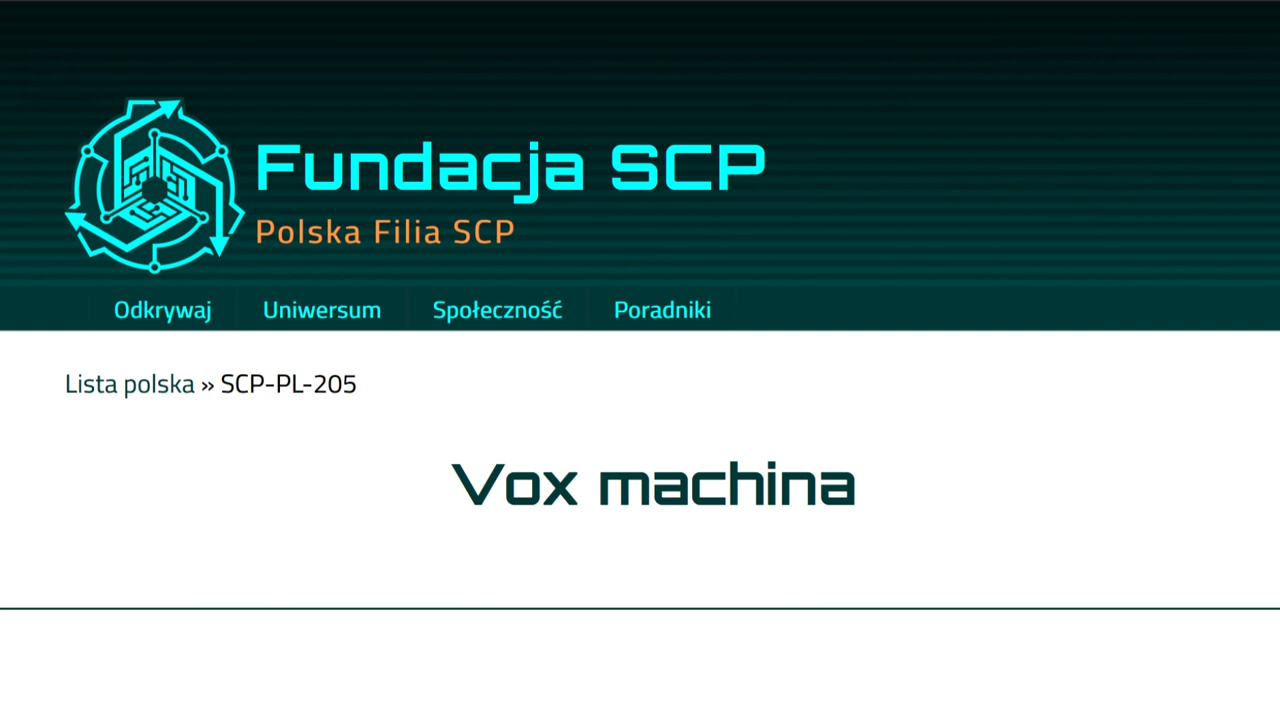 Fundacja SCP
Polska Filia SCP
Odkrywaj Uniwersum Społeczność Poradniki
Lista polska » SCP-PL-205
Vox machina